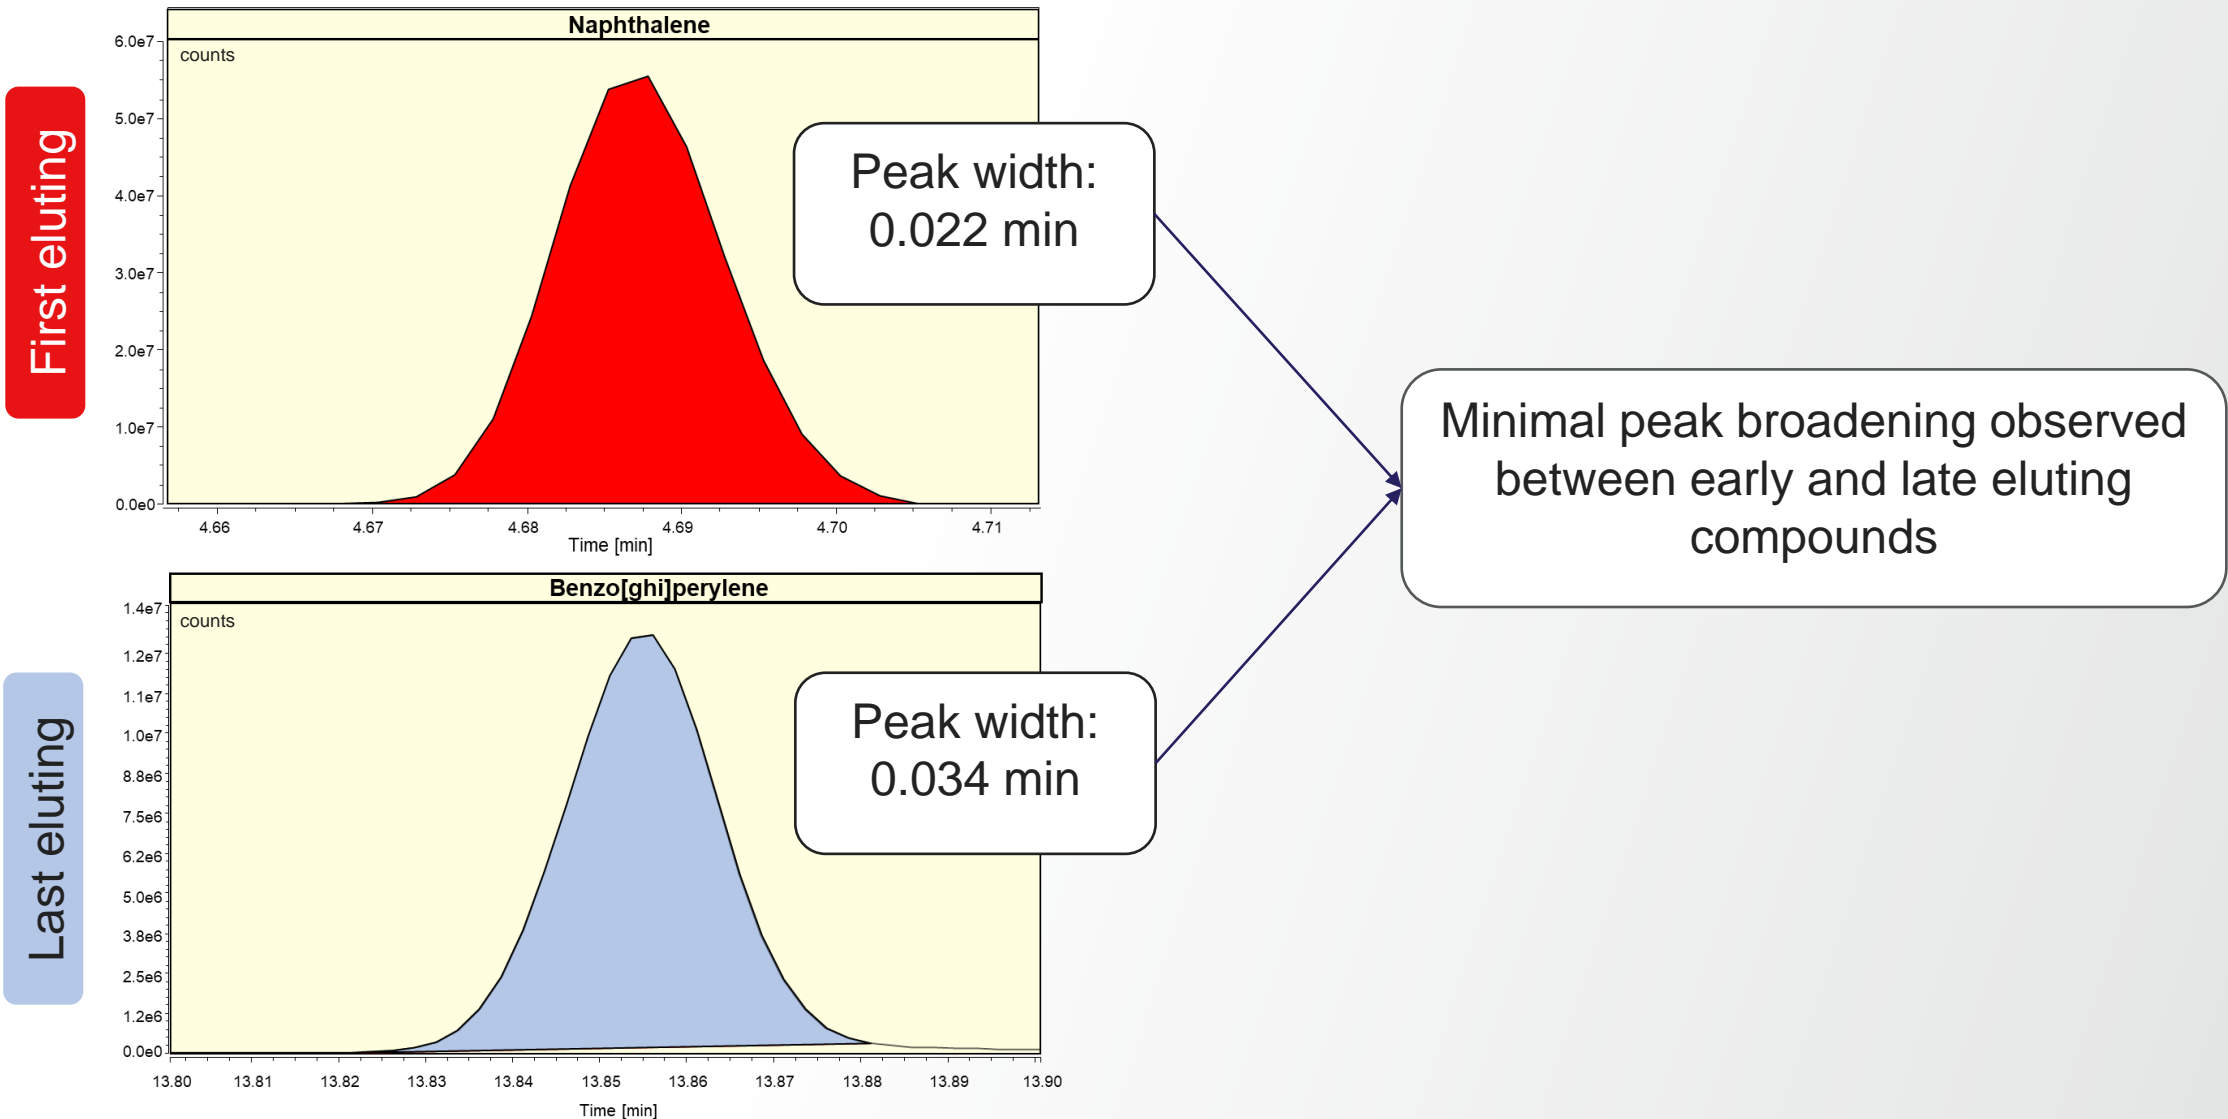 First eluting
Naphthalene
counts
6.0e7
5.0e7
4.0e7
3.0e7
2.0e7
1.0e7
0.0e0
4.66 4.67 4.68 4.69 4.70 4.71
Time [min]
Peak width:
0.022 min
Minimal peak broadening observed
between early and late eluting
compounds
Last eluting
Benzo[ghi]perylene
counts
1.4e7
1.2e7
1.1e7
1.0e7
8.8e6
7.5e6
6.2e6
5.0e6
3.8e6
2.5e6
1.2e6
0.0e0
13.80 13.81 13.82 13.83 13.84 13.85 13.86 13.87 13.88 13.89 13.90
Time [min]
Peak width:
0.034 min